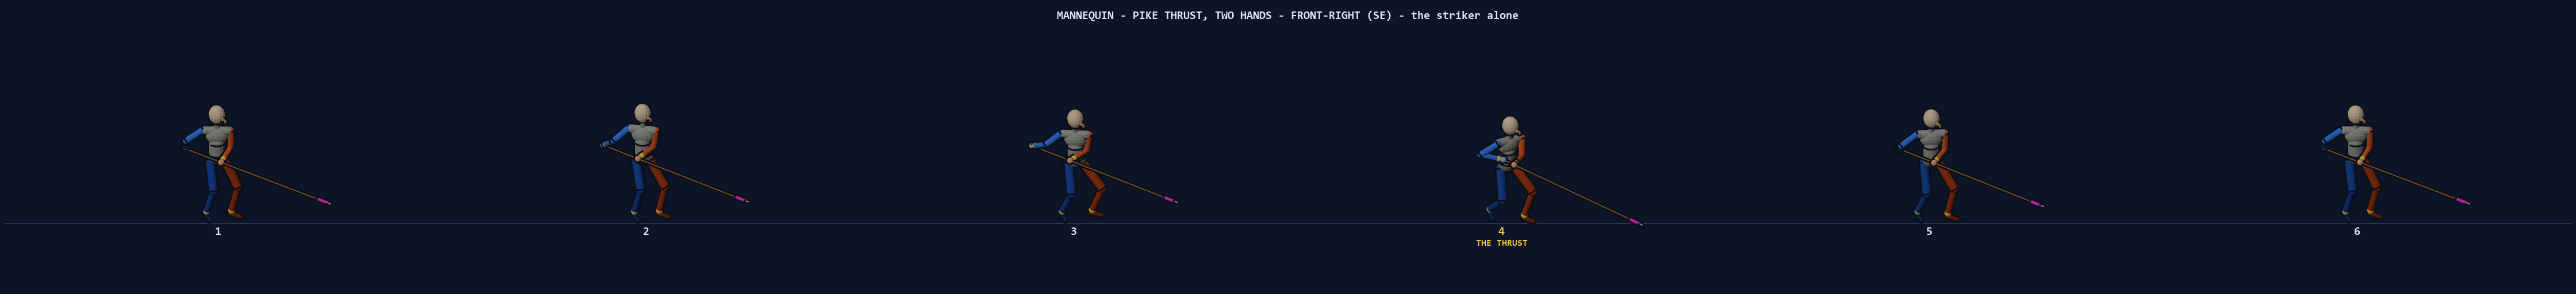 MANNEQUIN - PIKE THRUST, TWO HANDS - FRONT-RIGHT (SE) - the striker alone
1 2 3 4 5 6
THE THRUST